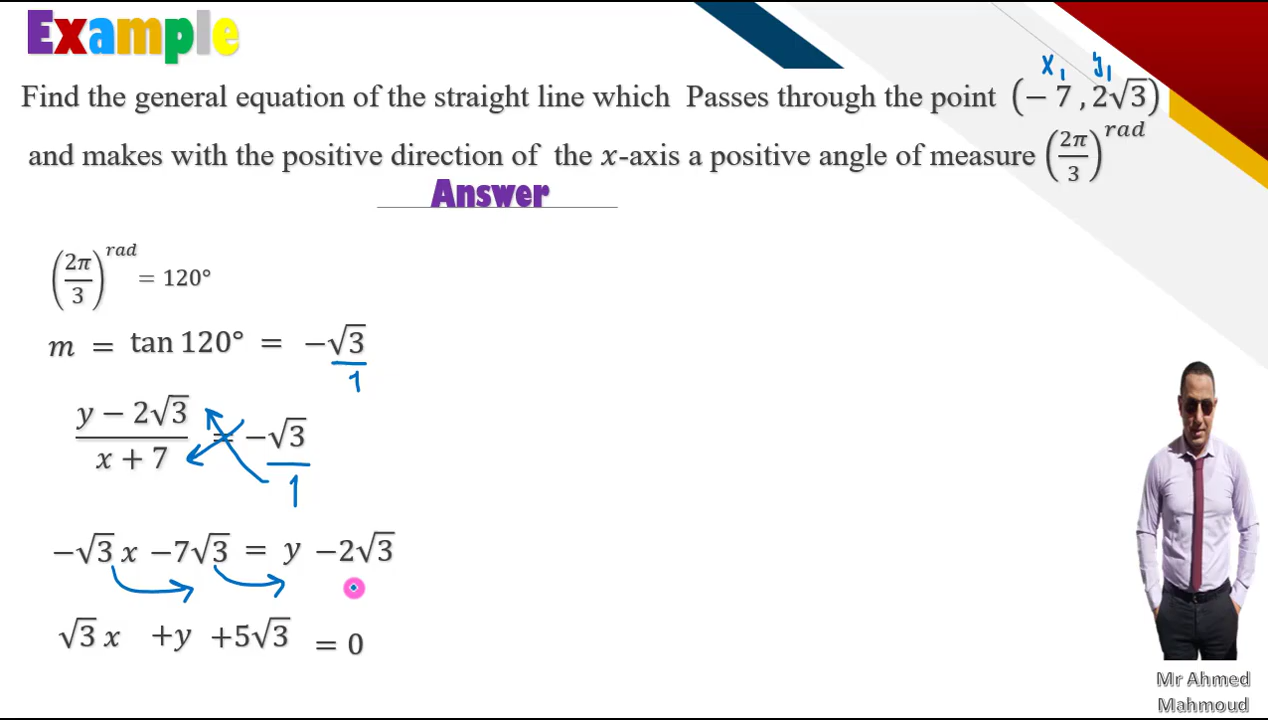 Example
x₁ y₁
Find the general equation of the straight line which Passes through the point (− 7 , 2√3)
and makes with the positive direction of the x-axis a positive angle of measure (2π/3)^rad
Answer
(2π/3)^rad = 120°
m = tan 120° = −√3/1
(y − 2√3)/(x + 7) = −√3/1
−√3 x −7√3 = y −2√3
√3 x +y +5√3 = 0
Mr Ahmed
Mahmoud